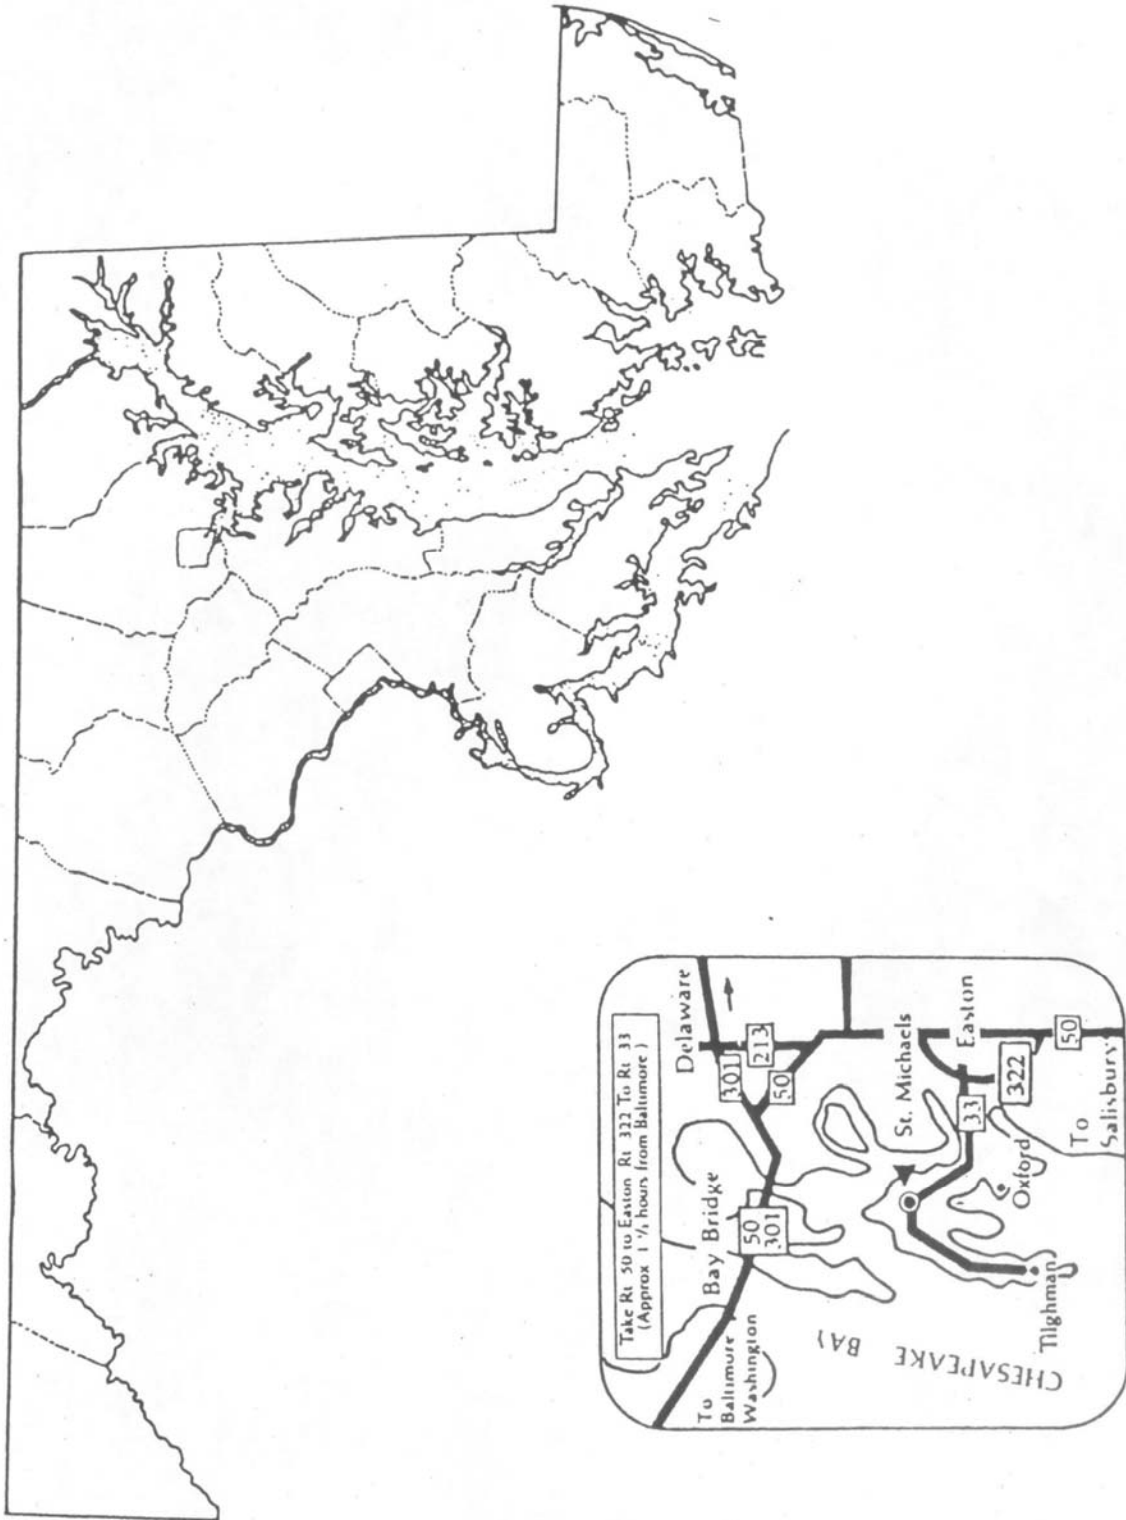 Take Rt 50 to Easton Rt 322 To Rt 33
(Approx 1 ½ hours from Baltimore)
Delaware
301
213
50
Bay Bridge
50
301
To
Baltimore
Washington
St. Michaels
Easton
33
322
50
Oxford
To
Salisbury
Tilghman
CHESAPEAKE BAY